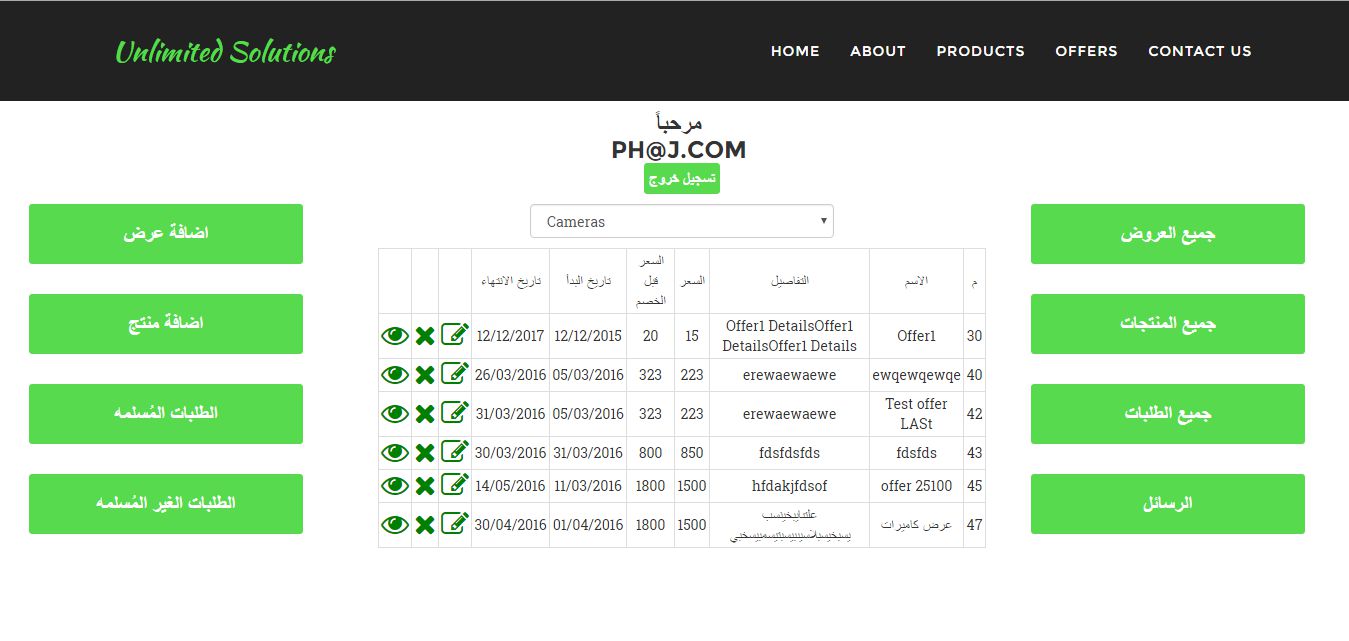 Unlimited Solutions
HOME ABOUT PRODUCTS OFFERS CONTACT US
مرحباً
PH@J.COM
تسجيل خروج
جميع العروض
جميع المنتجات
جميع الطلبات
الرسائل
Cameras
م الاسم التفاصيل السعر السعر قبل الخصم تاريخ البدأ تاريخ الانتهاء
30 Offer1 Offer1 DetailsOffer1 DetailsOffer1 Details 15 20 12/12/2015 12/12/2017
40 ewqewqewqe erewaewaewe 223 323 05/03/2016 26/03/2016
42 Test offer LASt erewaewaewe 223 323 05/03/2016 31/03/2016
43 fdsfds fdsfdsfds 850 800 31/03/2016 30/03/2016
45 offer 25100 hfdakjfdsof 1500 1800 11/03/2016 14/05/2016
47 عرض كاميرات 1500 1800 01/04/2016 30/04/2016
اضافة عرض
اضافة منتج
الطلبات المُسلمه
الطلبات الغير المُسلمه